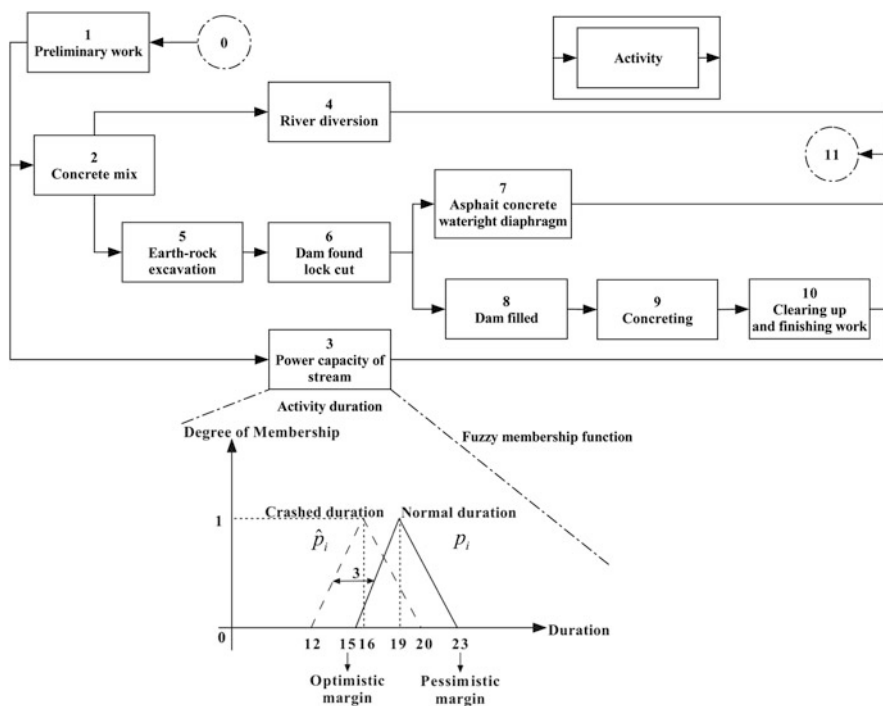 1
Preliminary work
0
Activity
4
River diversion
2
Concrete mix
11
7
Asphait concrete
wateright diaphragm
5
Earth-rock
excavation
6
Dam found
lock cut
8
Dam filled
9
Concreting
10
Clearing up
and finishing work
3
Power capacity of
stream
Activity duration
Degree of Membership
Fuzzy membership function
1
Crashed duration
Normal duration
p̂i
pi
3
0
12 15 16 19 20 23
Duration
Optimistic
margin
Pessimistic
margin